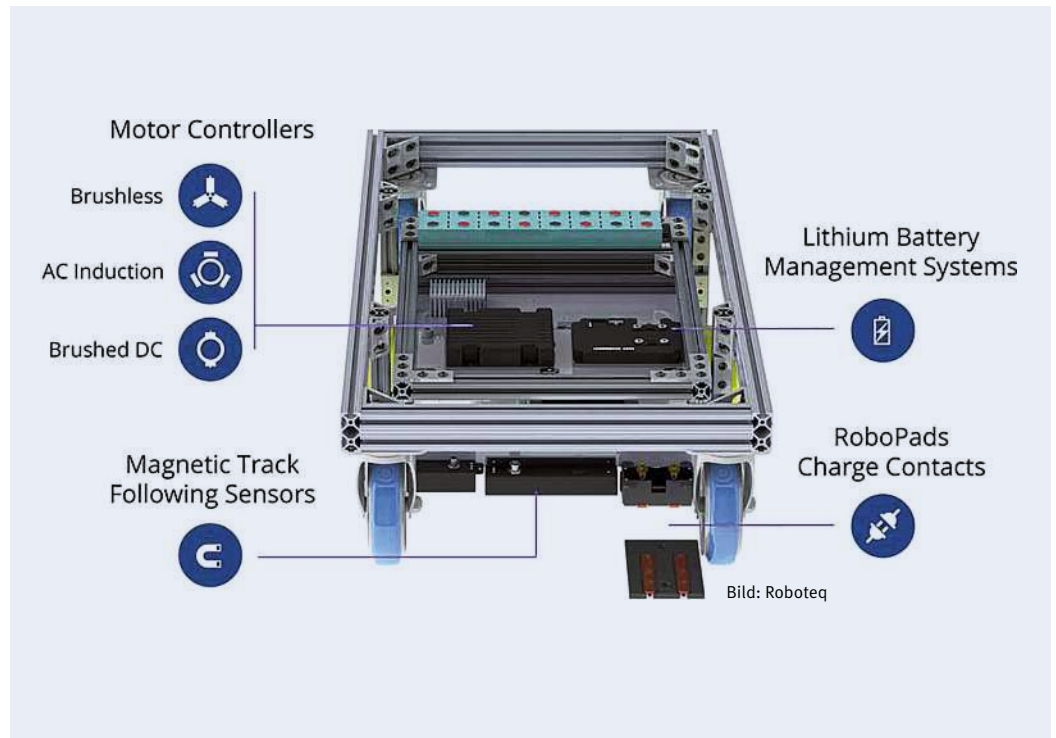 Motor Controllers
Brushless
AC Induction
Brushed DC
Magnetic Track
Following Sensors
Lithium Battery
Management Systems
RoboPads
Charge Contacts
Bild: Roboteq